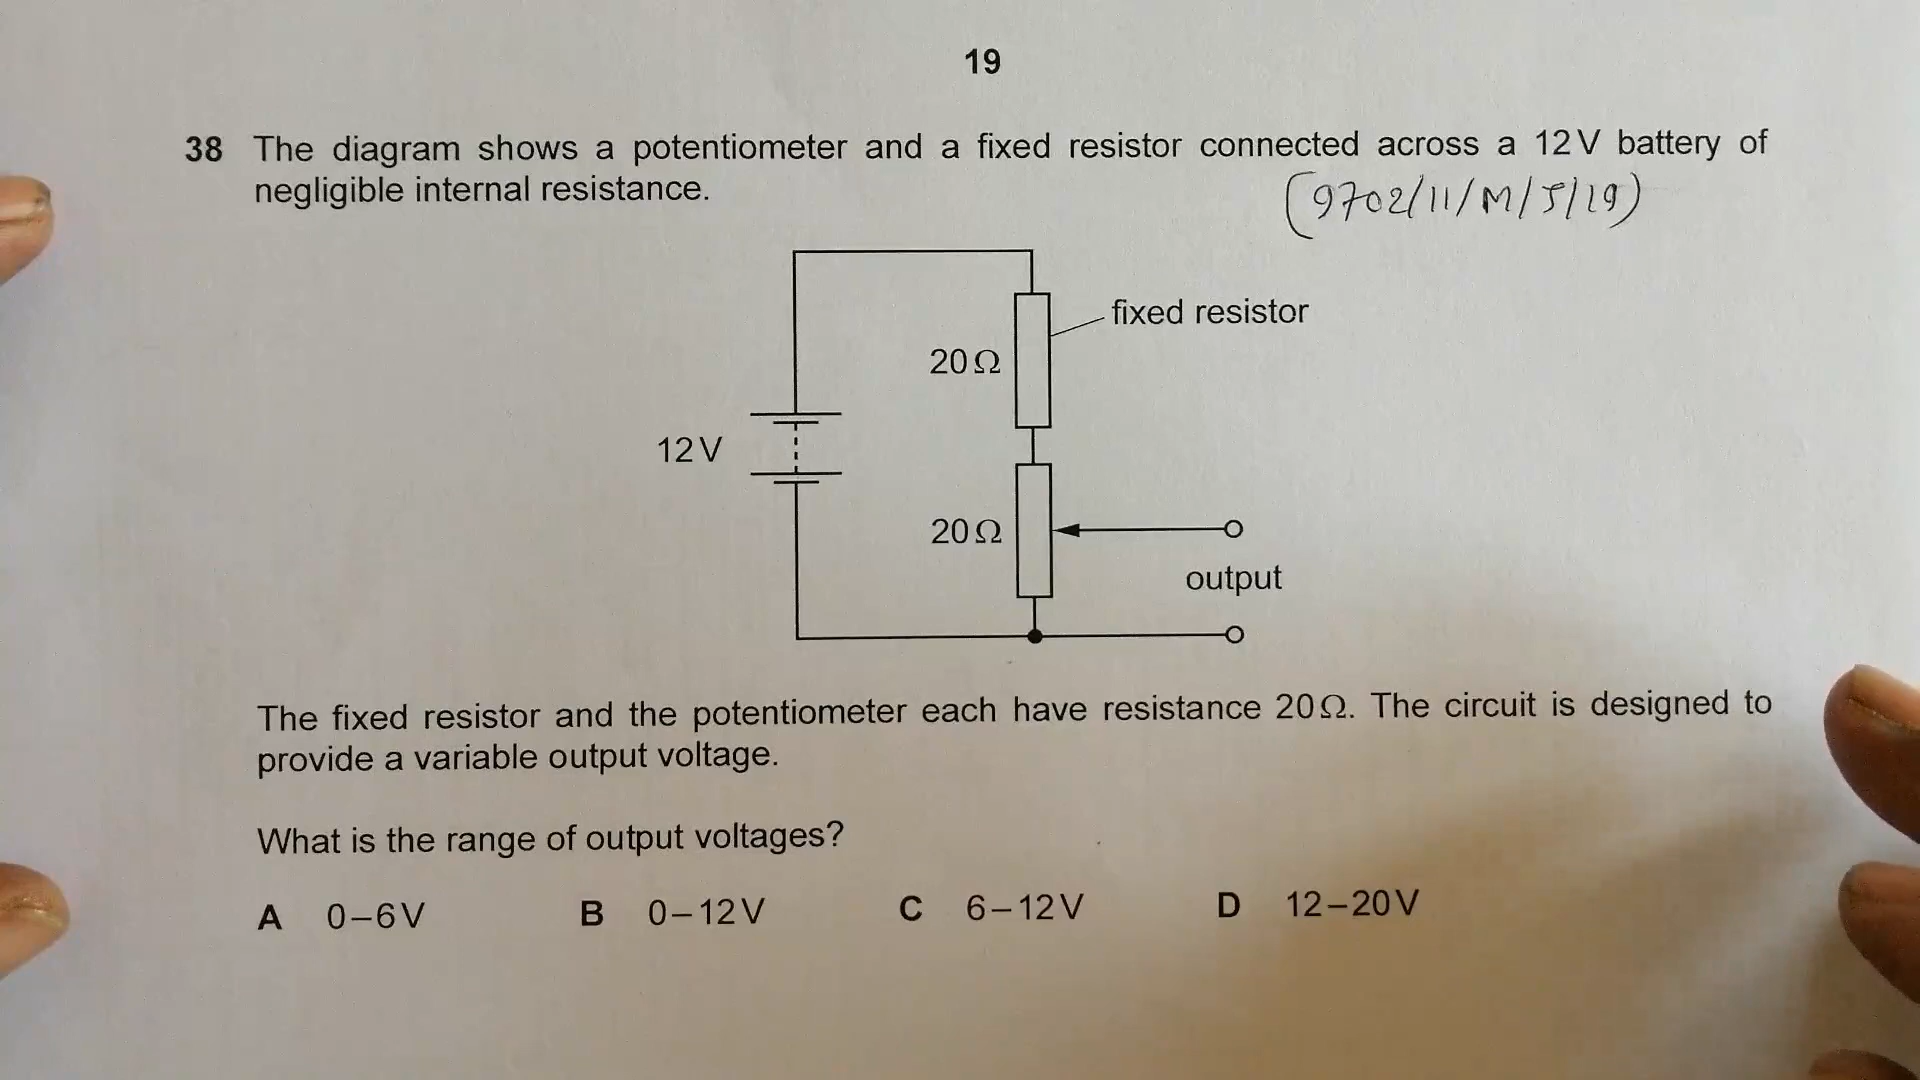 19
38 The diagram shows a potentiometer and a fixed resistor connected across a 12 V battery of
negligible internal resistance.
(9702/11/M/J/19)
fixed resistor
20 Ω
12 V
20 Ω
output
The fixed resistor and the potentiometer each have resistance 20 Ω. The circuit is designed to
provide a variable output voltage.
What is the range of output voltages?
A 0–6 V B 0–12 V C 6–12 V D 12–20 V